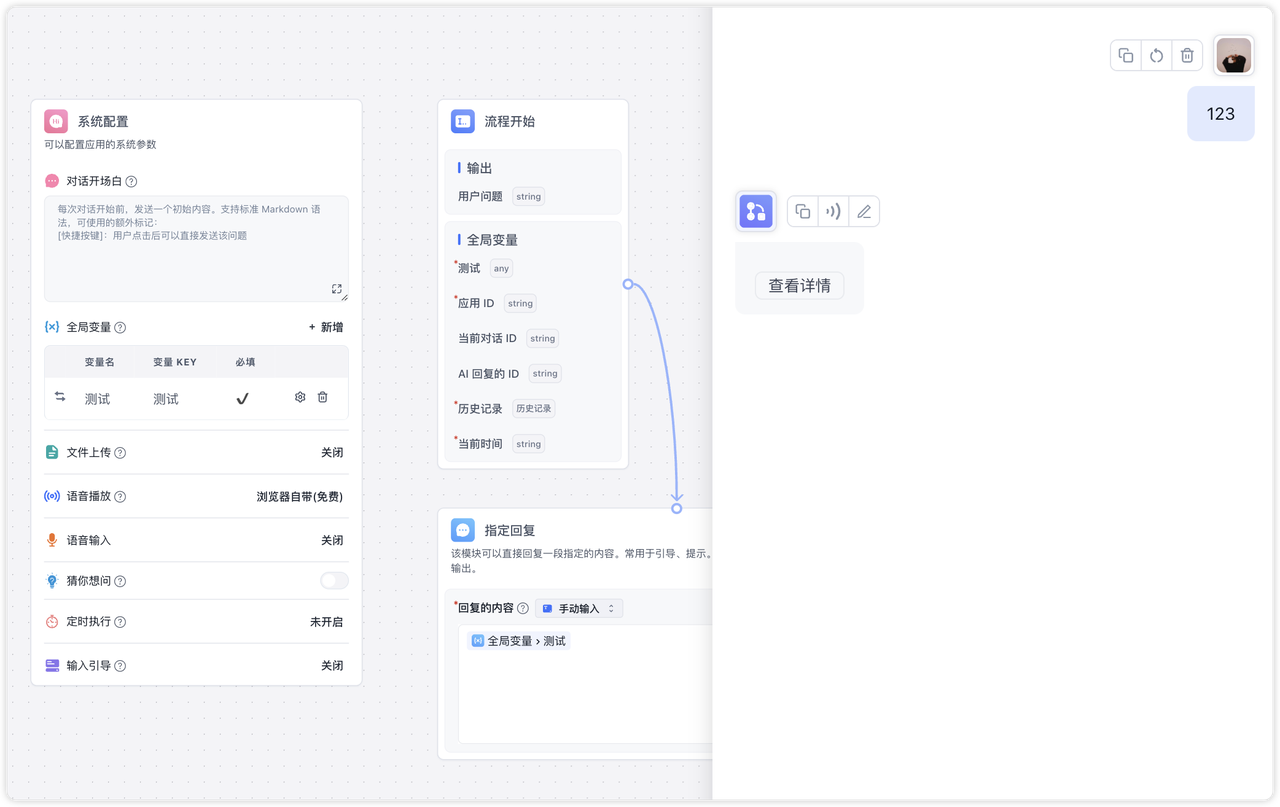 系统配置
可以配置应用的系统参数
对话开场白
每次对话开始前，发送一个初始内容。支持标准 Markdown 语
法，可使用的额外标记：
[快捷按键]：用户点击后可以直接发送该问题
全局变量
+ 新增
变量名 变量 KEY 必填
测试 测试
文件上传 关闭
语音播放 浏览器自带(免费)
语音输入 关闭
猜你想问
定时执行 未开启
输入引导 关闭
流程开始
输出
用户问题 string
全局变量
*测试 any
*应用 ID string
当前对话 ID string
AI 回复的 ID string
*历史记录 历史记录
*当前时间 string
指定回复
该模块可以直接回复一段指定的内容。常用于引导、提示。
输出。
*回复的内容 手动输入
全局变量 › 测试
123
查看详情